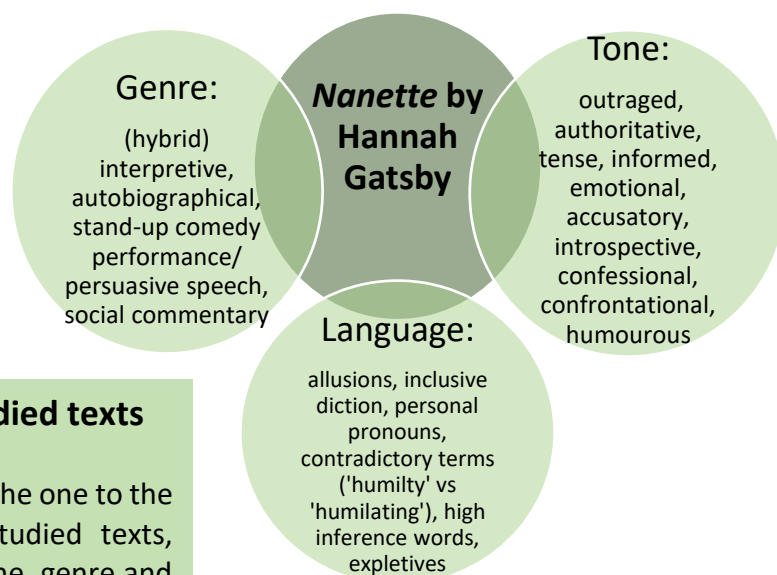 Genre:
(hybrid)
interpretive,
autobiographical,
stand-up comedy
performance/
persuasive speech,
social commentary
Nanette by
Hannah
Gatsby
Tone:
outraged,
authoritative,
tense, informed,
emotional,
accusatory,
introspective,
confessional,
confrontational,
humourous
Language:
allusions, inclusive
diction, personal
pronouns,
contradictory terms
('humilty' vs
'humilating'), high
inference words,
expletives
died texts
he one to the
tudied texts,